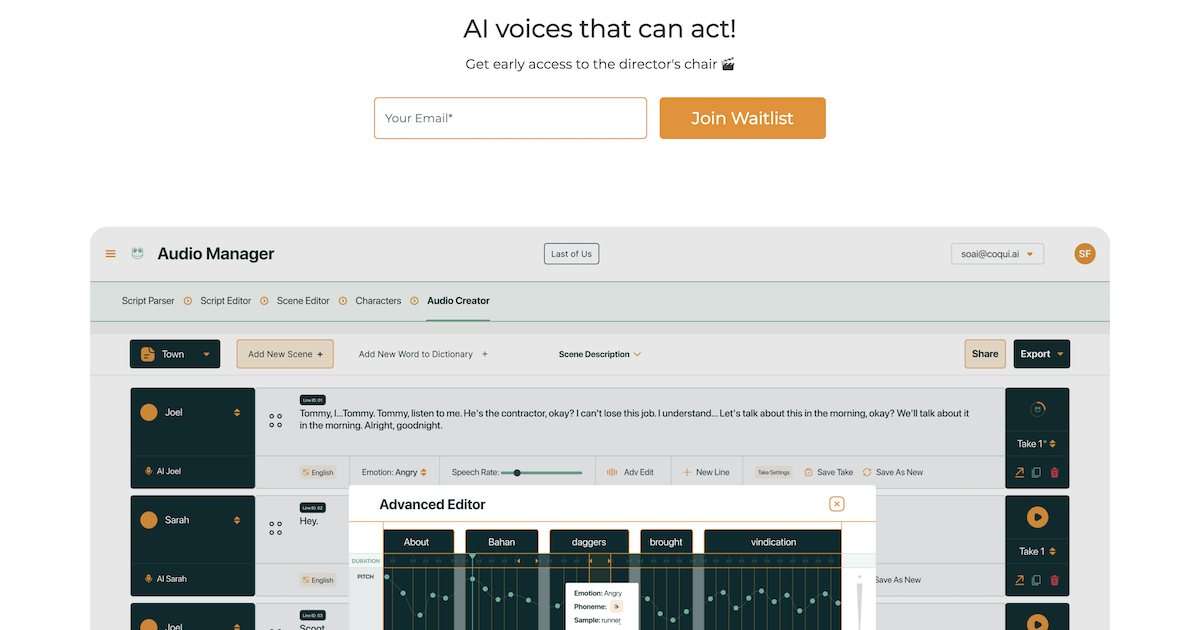 AI voices that can act!
Get early access to the director's chair 🎬
Your Email*
Join Waitlist
Audio Manager
Last of Us
soai@coqui.ai
SF
Script Parser
Script Editor
Scene Editor
Characters
Audio Creator
Town
Add New Scene +
Add New Word to Dictionary +
Scene Description
Share
Export
Joel
Line ID: 01
Tommy, I...Tommy. Tommy, listen to me. He's the contractor, okay? I can't lose this job. I understand... Let's talk about this in the morning, okay? We'll talk about it
in the morning. Alright, goodnight.
Take 1*
AI Joel
English
Emotion: Angry
Speech Rate:
Adv Edit
New Line
Take Settings
Save Take
Save As New
Sarah
Line ID: 02
Hey.
Advanced Editor
About
Bahan
daggers
brought
vindication
Take 1
DURATION
PITCH
AI Sarah
English
Save As New
Emotion: Angry
Phoneme:
Sample: runner
Joel
Line ID: 03
Scoot